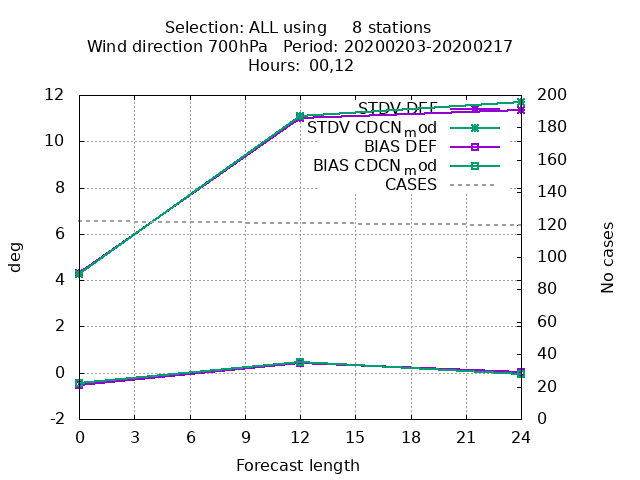 Selection: ALL using     8 stations
Wind direction 700hPa   Period: 20200203-20200217
Hours: 00,12
STDV DEF
STDV CDCNmod
BIAS DEF
BIAS CDCNmod
CASES
12
10
8
6
4
2
0
-2
deg
200
180
160
140
120
100
80
60
40
20
0
No cases
0 3 6 9 12 15 18 21 24
Forecast length